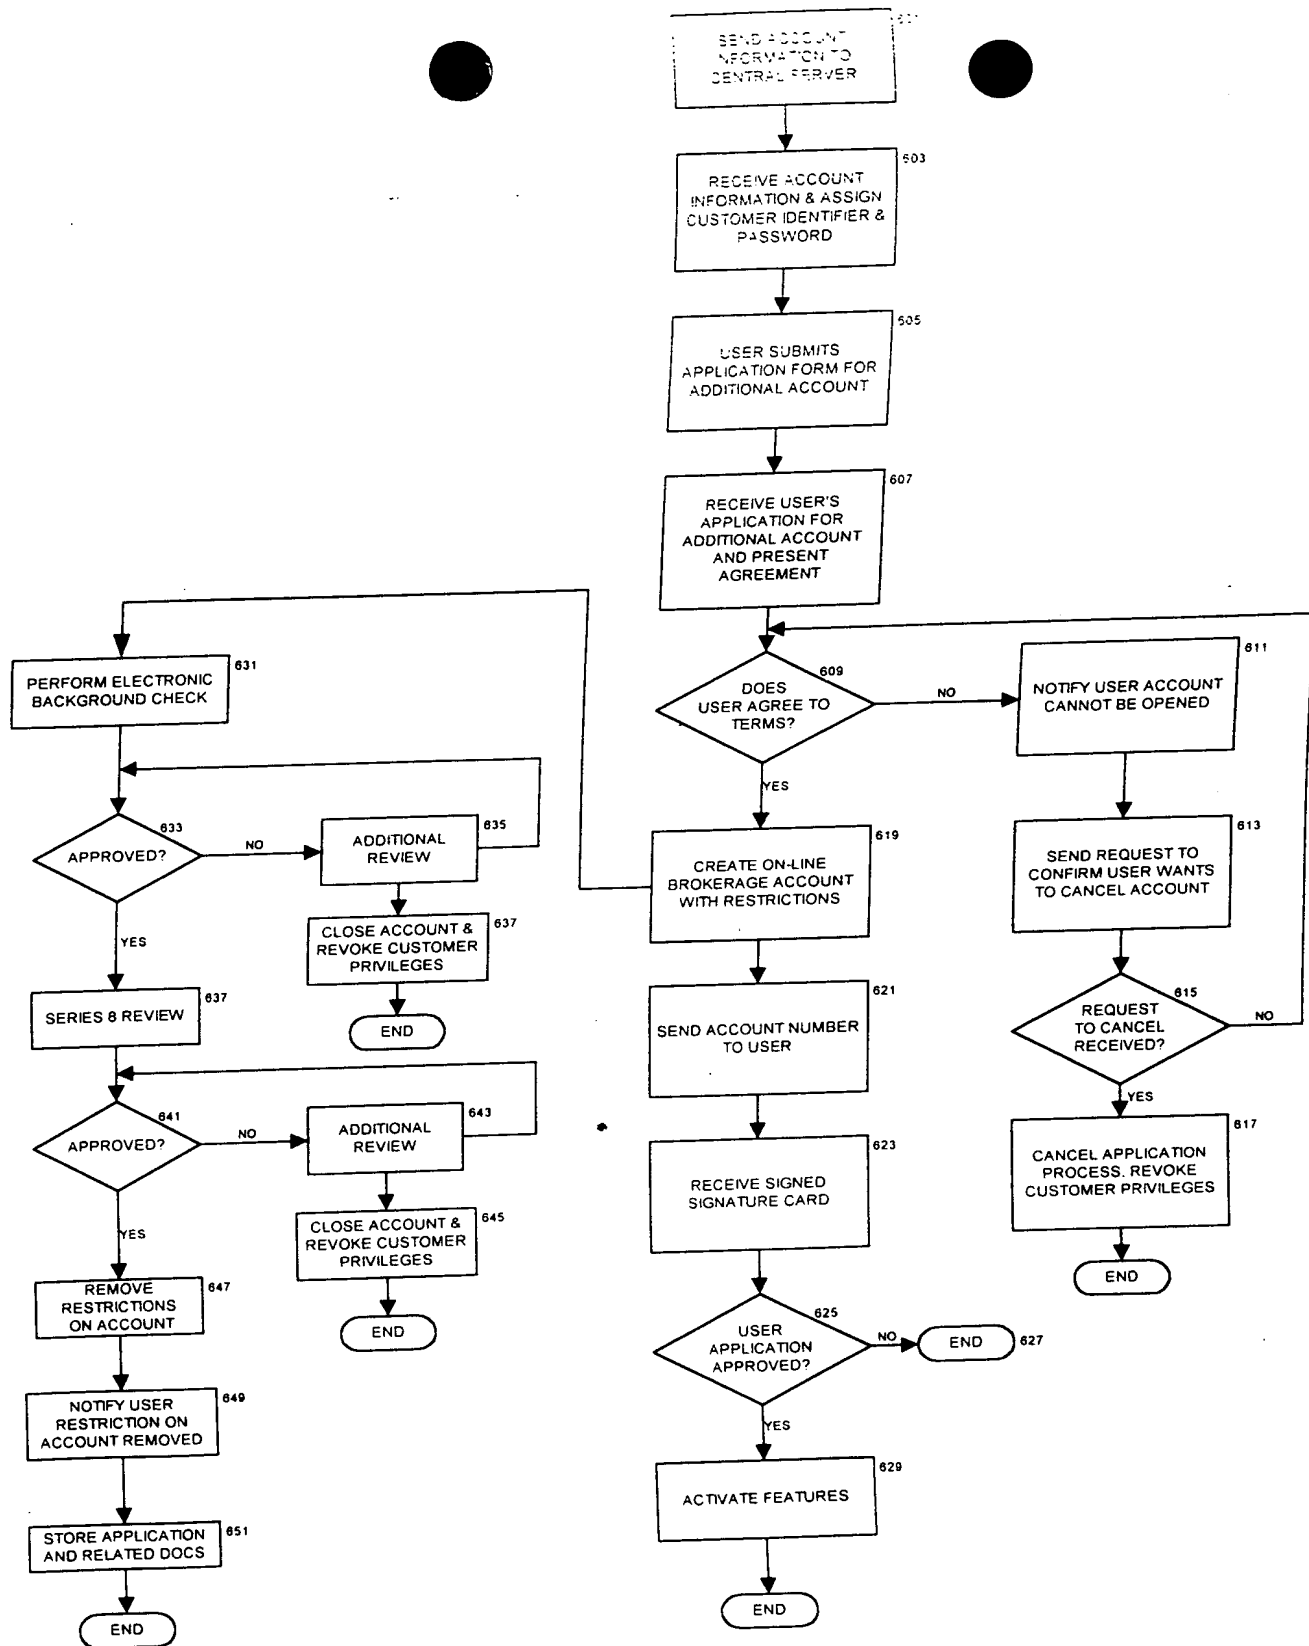 601
SEND ACCOUNT
INFORMATION TO
CENTRAL SERVER
603
RECEIVE ACCOUNT
INFORMATION & ASSIGN
CUSTOMER IDENTIFIER &
PASSWORD
605
USER SUBMITS
APPLICATION FORM FOR
ADDITIONAL ACCOUNT
607
RECEIVE USER'S
APPLICATION FOR
ADDITIONAL ACCOUNT
AND PRESENT
AGREEMENT
609
DOES
USER AGREE TO
TERMS?
NO
YES
611
NOTIFY USER ACCOUNT
CANNOT BE OPENED
613
SEND REQUEST TO
CONFIRM USER WANTS
TO CANCEL ACCOUNT
615
REQUEST
TO CANCEL
RECEIVED?
NO
YES
617
CANCEL APPLICATION
PROCESS. REVOKE
CUSTOMER PRIVILEGES
END
619
CREATE ON-LINE
BROKERAGE ACCOUNT
WITH RESTRICTIONS
621
SEND ACCOUNT NUMBER
TO USER
623
RECEIVE SIGNED
SIGNATURE CARD
625
USER
APPLICATION
APPROVED?
NO
END
627
YES
629
ACTIVATE FEATURES
END
631
PERFORM ELECTRONIC
BACKGROUND CHECK
633
APPROVED?
NO
635
ADDITIONAL
REVIEW
637
CLOSE ACCOUNT &
REVOKE CUSTOMER
PRIVILEGES
END
YES
637
SERIES 8 REVIEW
641
APPROVED?
NO
643
ADDITIONAL
REVIEW
645
CLOSE ACCOUNT &
REVOKE CUSTOMER
PRIVILEGES
END
YES
647
REMOVE
RESTRICTIONS
ON ACCOUNT
649
NOTIFY USER
RESTRICTION ON
ACCOUNT REMOVED
651
STORE APPLICATION
AND RELATED DOCS
END